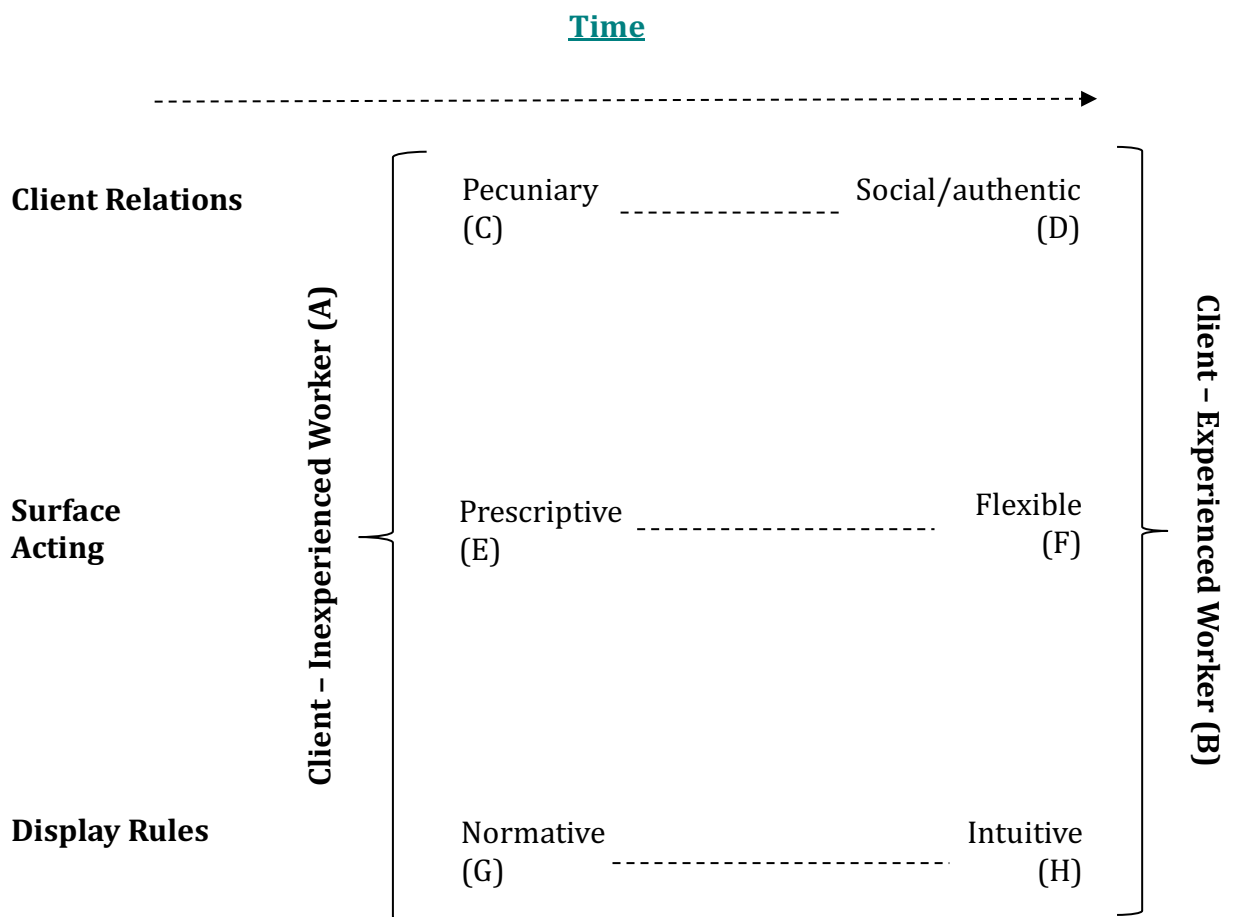 Time
Client Relations
Pecuniary
(C)
Social/authentic
(D)
Client – Inexperienced Worker (A)
Client – Experienced Worker (B)
Surface
Acting
Prescriptive
(E)
Flexible
(F)
Display Rules
Normative
(G)
Intuitive
(H)